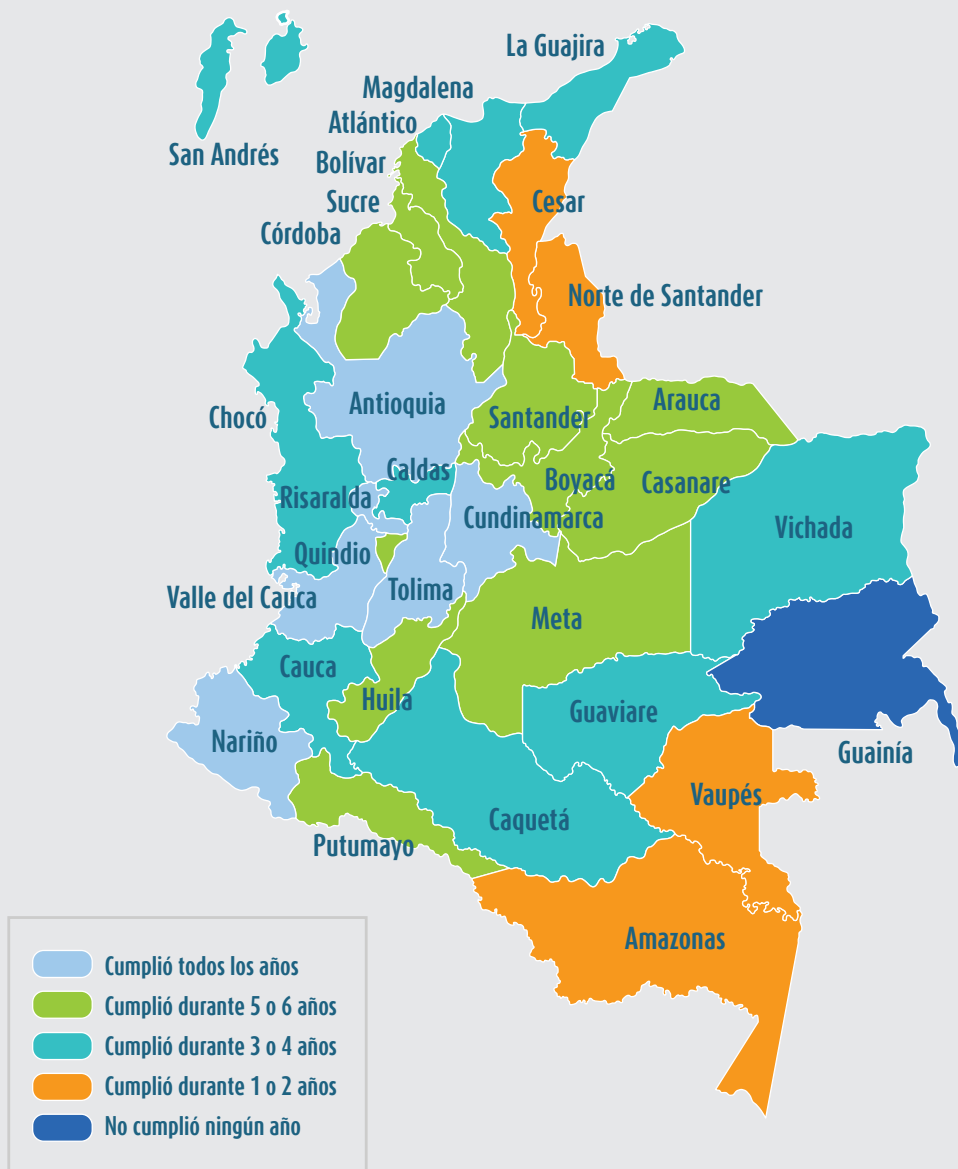 La Guajira
Magdalena
Atlántico
San Andrés
Bolívar
Sucre
Cesar
Córdoba
Norte de Santander
Antioquia
Arauca
Chocó
Santander
Caldas
Boyacá
Casanare
Risaralda
Cundinamarca
Vichada
Quindio
Tolima
Valle del Cauca
Meta
Cauca
Huila
Guaviare
Nariño
Guainía
Vaupés
Caquetá
Putumayo
Amazonas
Cumplió todos los años
Cumplió durante 5 o 6 años
Cumplió durante 3 o 4 años
Cumplió durante 1 o 2 años
No cumplió ningún año